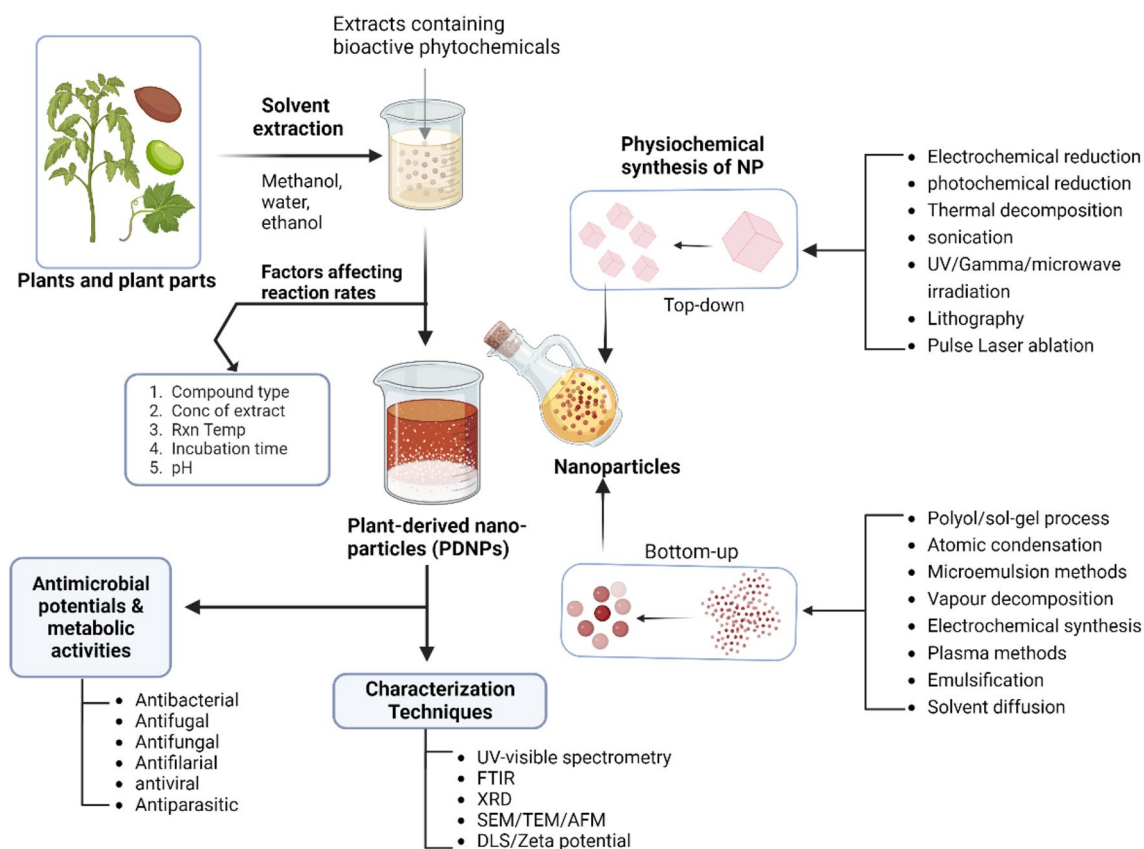 Extracts containing
bioactive phytochemicals
Solvent
extraction
Methanol,
water,
ethanol
Plants and plant parts
Factors affecting
reaction rates
1. Compound type
2. Conc of extract
3. Rxn Temp
4. Incubation time
5. pH
Plant-derived nano-
particles (PDNPs)
Antimicrobial
potentials &
metabolic
activities
• Antibacterial
• Antifugal
• Antifungal
• Antifilarial
• antiviral
• Antiparasitic
Characterization
Techniques
• UV-visible spectrometry
• FTIR
• XRD
• SEM/TEM/AFM
• DLS/Zeta potential
Physiochemical
synthesis of NP
Top-down
• Electrochemical reduction
• photochemical reduction
• Thermal decomposition
• sonication
• UV/Gamma/microwave
irradiation
• Lithography
• Pulse Laser ablation
Nanoparticles
Bottom-up
• Polyol/sol-gel process
• Atomic condensation
• Microemulsion methods
• Vapour decomposition
• Electrochemical synthesis
• Plasma methods
• Emulsification
• Solvent diffusion